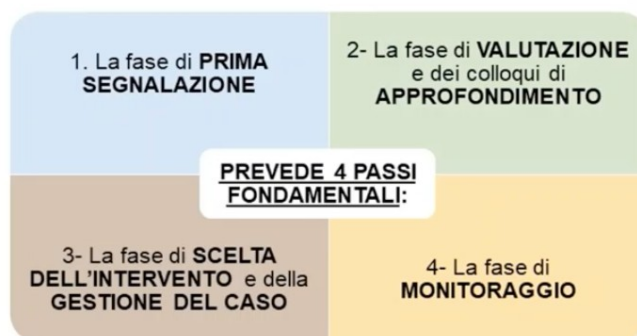 1. La fase di PRIMA
SEGNALAZIONE
2- La fase di VALUTAZIONE
e dei colloqui di
APPROFONDIMENTO
PREVEDE 4 PASSI
FONDAMENTALI:
3- La fase di SCELTA
DELL'INTERVENTO e della
GESTIONE DEL CASO
4- La fase di
MONITORAGGIO